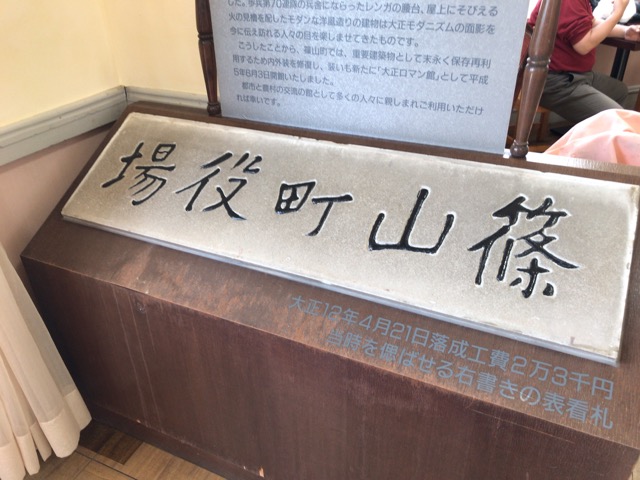 した。歩兵第70連隊の兵舎にならったレンガの腰台、屋上にそびえる
火の見櫓を配したモダンな洋風造りの建物は大正モダニズムの面影を
今に伝え訪れる人々の目を楽しませてきたものです。
こうしたことから、篠山町では、重要建築物として末永く保存再利
用するため内外装を修復し、装いも新たに「大正ロマン館」として平成
5年6月3日開館いたしました。
都市と農村の交流の館として多くの人々に親しまれご利用いただけ
れば幸いです。
篠山町役場
大正12年4月21日落成工費2万3千円
当時を偲ばせる右書きの表看札